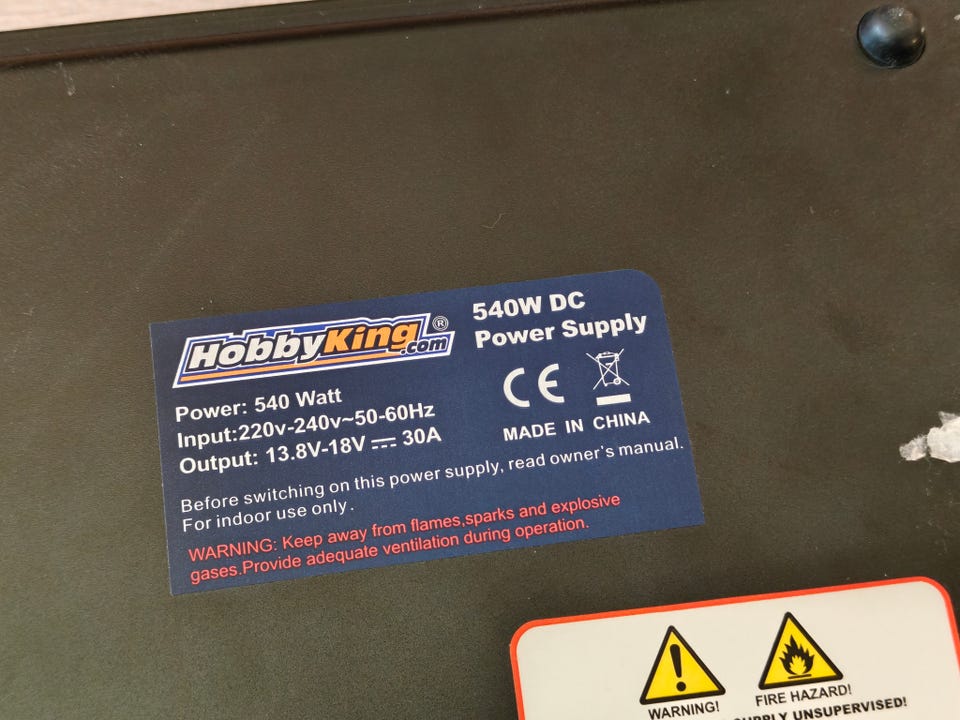 HobbyKing.com®
Power: 540 Watt
Input:220v-240v~50-60Hz
Output: 13.8V-18V ⎓ 30A
540W DC
Power Supply
CE
MADE IN CHINA
Before switching on this power supply, read owner's manual.
For indoor use only.
WARNING: Keep away from flames,sparks and explosive
gases.Provide adequate ventilation during operation.
WARNING!
FIRE HAZARD!
SUPPLY UNSUPERVISED!